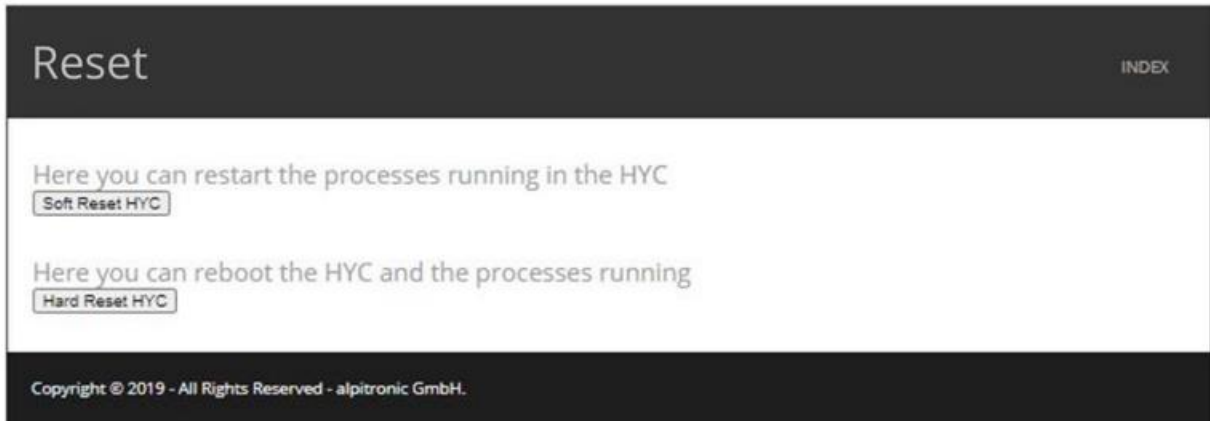 Reset
INDEX
Here you can restart the processes running in the HYC
Soft Reset HYC
Here you can reboot the HYC and the processes running
Hard Reset HYC
Copyright © 2019 - All Rights Reserved - alpitronic GmbH.